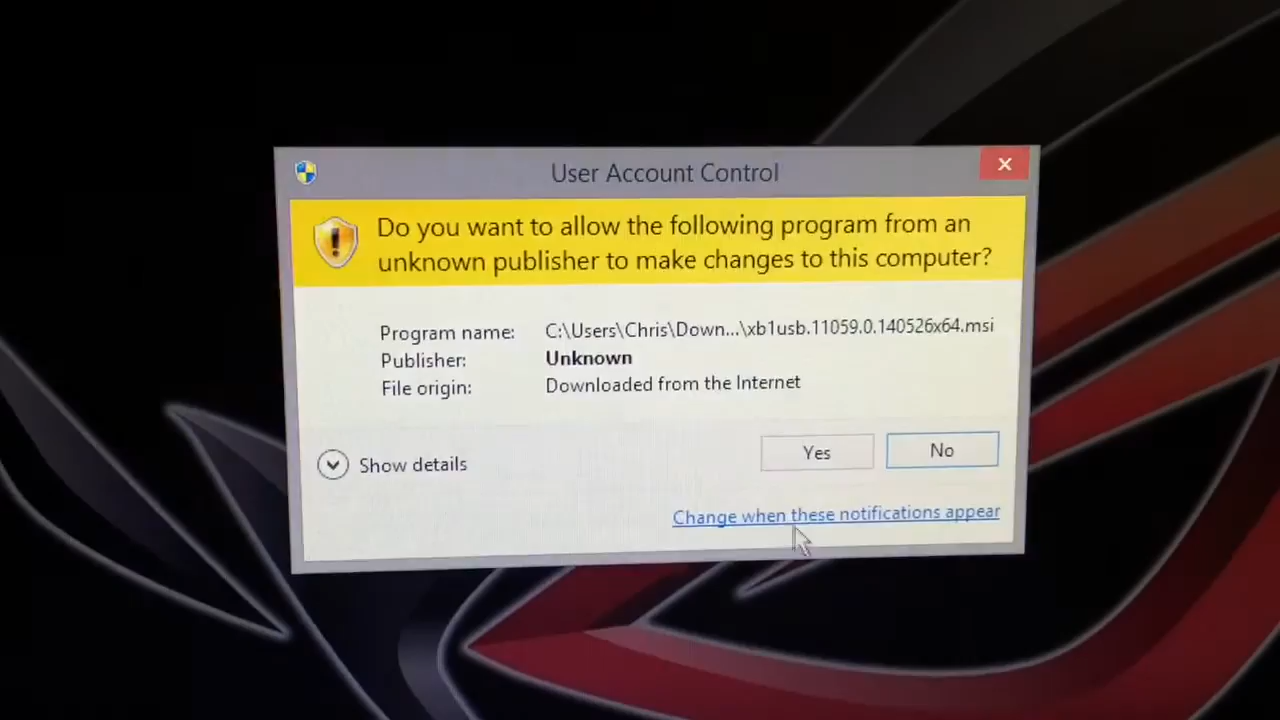 User Account Control
Do you want to allow the following program from an
unknown publisher to make changes to this computer?
Program name: C:\Users\Chris\Down...\xb1usb.11059.0.140526x64.msi
Publisher: Unknown
File origin: Downloaded from the Internet
Show details
Yes
No
Change when these notifications appear